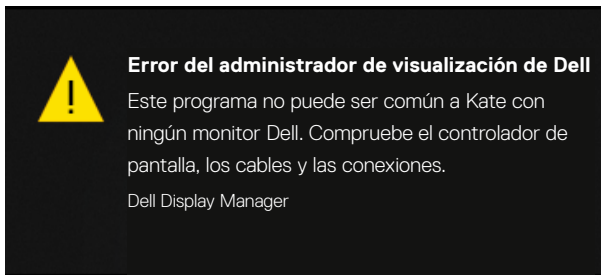 Error del administrador de visualización de Dell
Este programa no puede ser común a Kate con
ningún monitor Dell. Compruebe el controlador de
pantalla, los cables y las conexiones.
Dell Display Manager